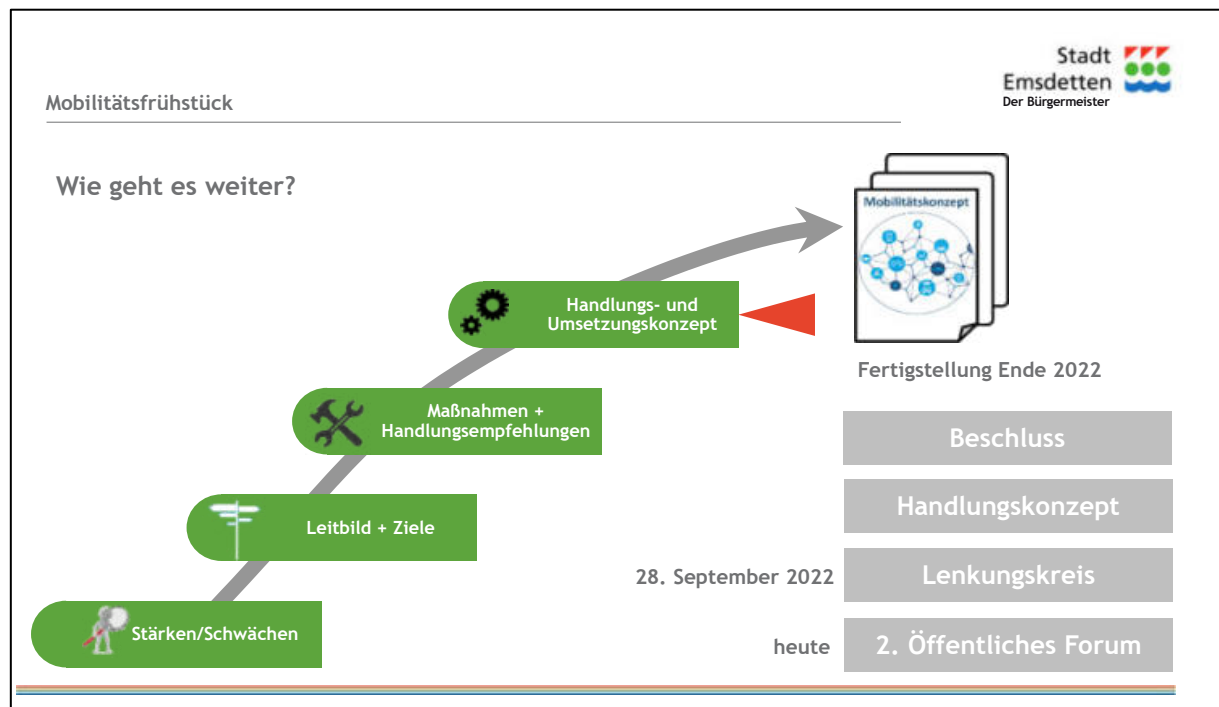 Stadt
Emsdetten
Der Bürgermeister
Mobilitätsfrühstück
Wie geht es weiter?
Mobilitätskonzept
Handlungs- und
Umsetzungskonzept
Fertigstellung Ende 2022
Maßnahmen +
Handlungsempfehlungen
Beschluss
Handlungskonzept
Leitbild + Ziele
28. September 2022
Lenkungskreis
Stärken/Schwächen
heute
2. Öffentliches Forum